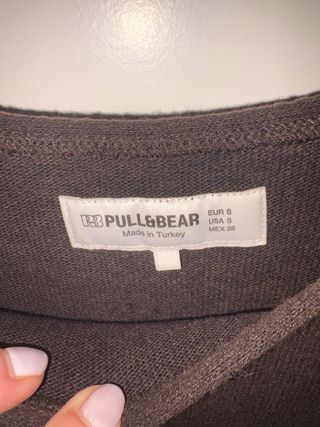 PULL&BEAR
Made in Turkey
EUR S
USA S
MEX 26